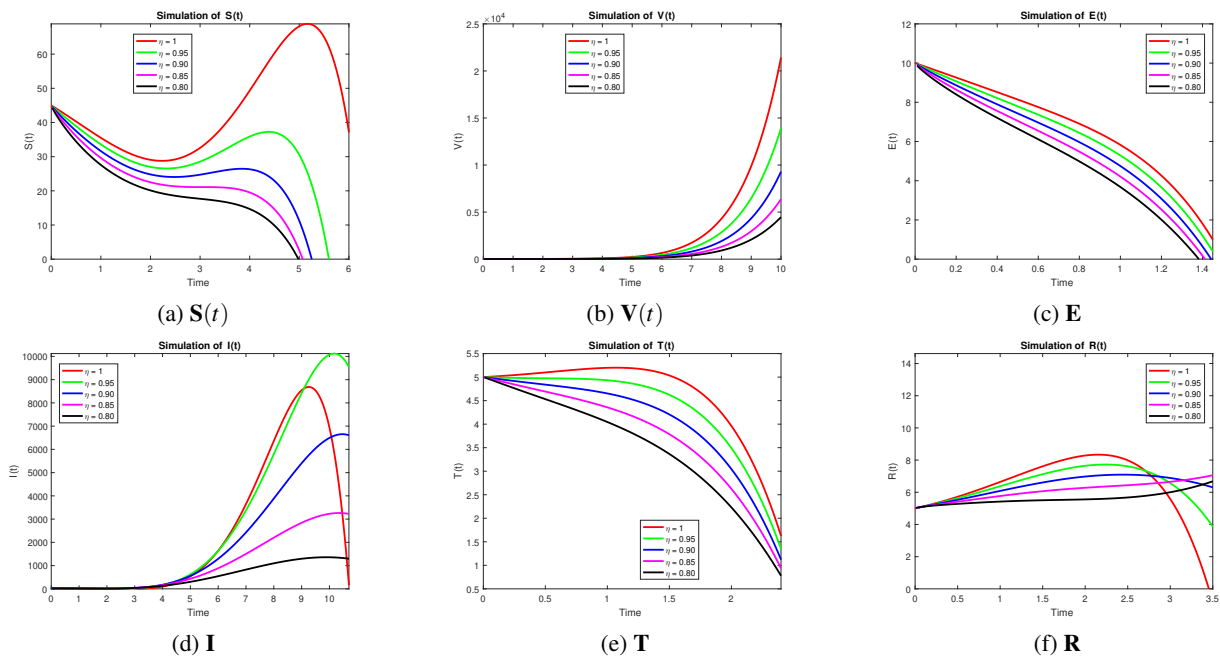 Simulation of S(t)
S(t)
60
50
40
30
20
10
0
η = 1
η = 0.95
η = 0.90
η = 0.85
η = 0.80
0 1 2 3 4 5 6
Time
(a) S(t)
Simulation of V(t)
×10⁴
V(t)
2.5
2
1.5
1
0.5
0
η = 1
η = 0.95
η = 0.90
η = 0.85
η = 0.80
0 1 2 3 4 5 6 7 8 9 10
Time
(b) V(t)
Simulation of E(t)
E(t)
12
10
8
6
4
2
0
η = 1
η = 0.95
η = 0.90
η = 0.85
η = 0.80
0 0.2 0.4 0.6 0.8 1 1.2 1.4
Time
(c) E
Simulation of I(t)
I(t)
10000
9000
8000
7000
6000
5000
4000
3000
2000
1000
0
η = 1
η = 0.95
η = 0.90
η = 0.85
η = 0.80
0 1 2 3 4 5 6 7 8 9 10
Time
(d) I
Simulation of T(t)
T(t)
5.5
5
4.5
4
3.5
3
2.5
2
1.5
1
0.5
η = 1
η = 0.95
η = 0.90
η = 0.85
η = 0.80
0 0.5 1 1.5 2
Time
(e) T
Simulation of R(t)
R(t)
14
12
10
8
6
4
2
0
η = 1
η = 0.95
η = 0.90
η = 0.85
η = 0.80
0 0.5 1 1.5 2 2.5 3 3.5
Time
(f) R